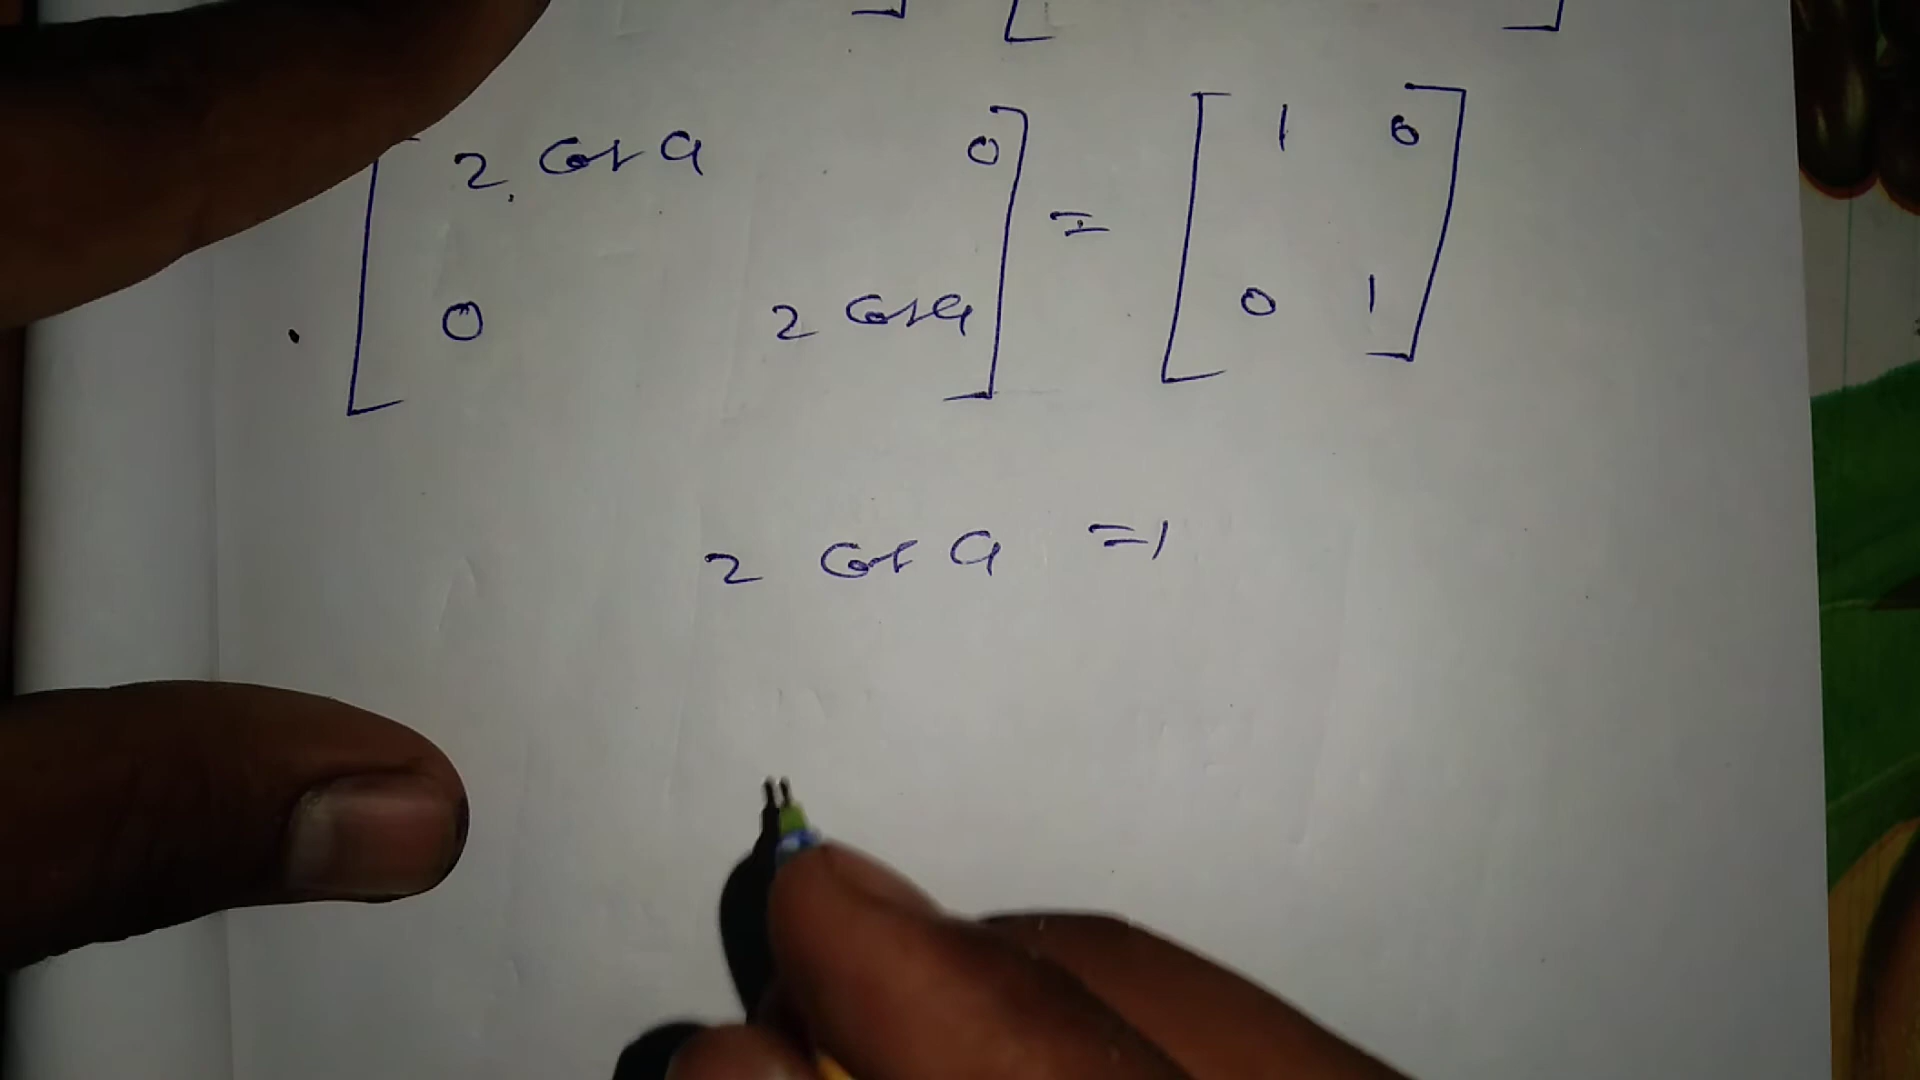 [ 2 cos a 0 ] = [ 1 0 ]
[ 0 2 cos a ] [ 0 1 ]
2 cos a = 1